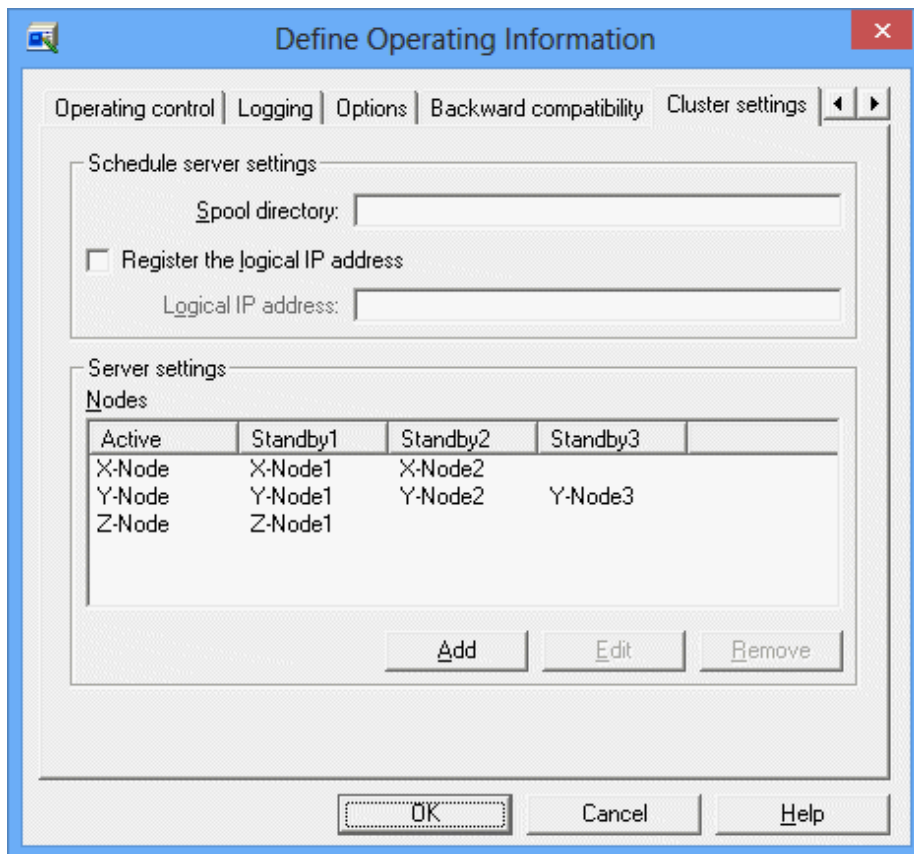 Define Operating Information
Operating control Logging Options Backward compatibility Cluster settings
Schedule server settings
Spool directory:
Register the logical IP address
Logical IP address:
Server settings
Nodes
Active Standby1 Standby2 Standby3
X-Node X-Node1 X-Node2
Y-Node Y-Node1 Y-Node2 Y-Node3
Z-Node Z-Node1
Add Edit Remove
OK Cancel Help